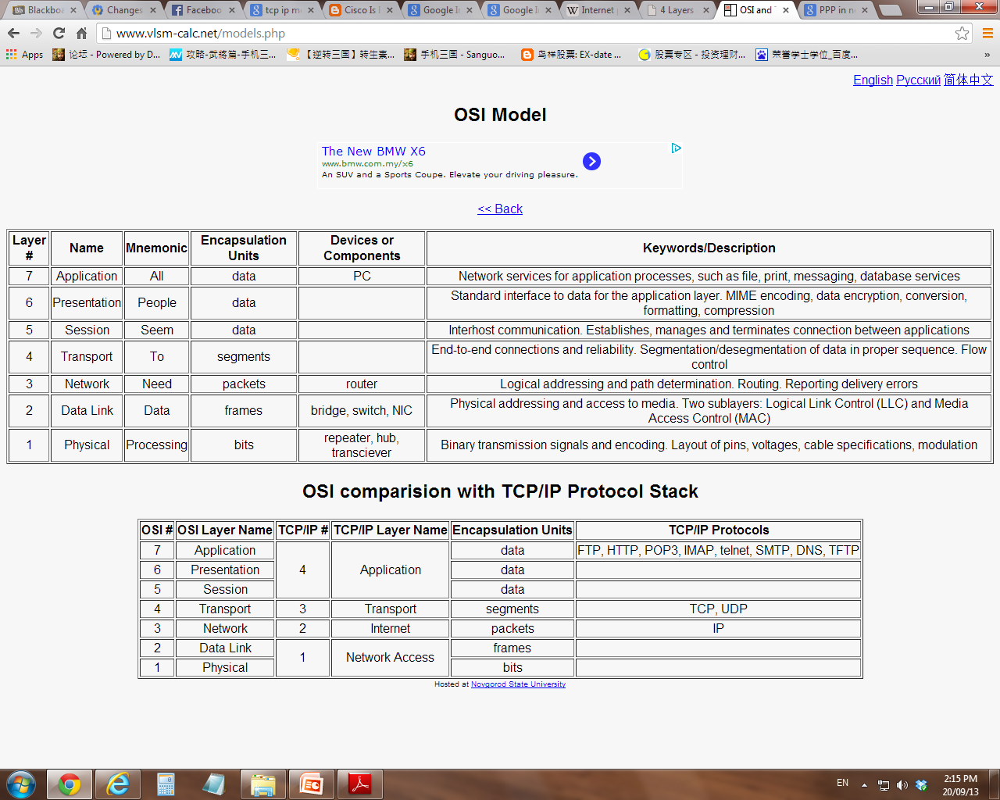 Blackboa
Changes
Facebook
tcp ip m
Cisco Is
Google I
Google I
Internet
4 Layers
OSI and
PPP in n
www.vlsm-calc.net/models.php
Apps
论坛 - Powered by D...
攻略-武將篇-手机三...
【逆转三国】转生素...
手机三国 - Sanguo...
鸟样股票: EX-date ...
股票专区 - 投资理财...
荣誉学士学位_百度...
»
English Русский 简体中文
OSI Model
The New BMW X6
www.bmw.com.my/x6
An SUV and a Sports Coupe. Elevate your driving pleasure.
<< Back
Layer # Name Mnemonic Encapsulation Units Devices or Components Keywords/Description
7 Application All data PC Network services for application processes, such as file, print, messaging, database services
6 Presentation People data Standard interface to data for the application layer. MIME encoding, data encryption, conversion, formatting, compression
5 Session Seem data Interhost communication. Establishes, manages and terminates connection between applications
4 Transport To segments End-to-end connections and reliability. Segmentation/desegmentation of data in proper sequence. Flow control
3 Network Need packets router Logical addressing and path determination. Routing. Reporting delivery errors
2 Data Link Data frames bridge, switch, NIC Physical addressing and access to media. Two sublayers: Logical Link Control (LLC) and Media Access Control (MAC)
1 Physical Processing bits repeater, hub, transciever Binary transmission signals and encoding. Layout of pins, voltages, cable specifications, modulation
OSI comparision with TCP/IP Protocol Stack
OSI # OSI Layer Name TCP/IP # TCP/IP Layer Name Encapsulation Units TCP/IP Protocols
7 Application 4 Application data FTP, HTTP, POP3, IMAP, telnet, SMTP, DNS, TFTP
6 Presentation data
5 Session data
4 Transport 3 Transport segments TCP, UDP
3 Network 2 Internet packets IP
2 Data Link 1 Network Access frames
1 Physical bits
Hosted at Novgorod State University
EN
2:15 PM
20/09/13